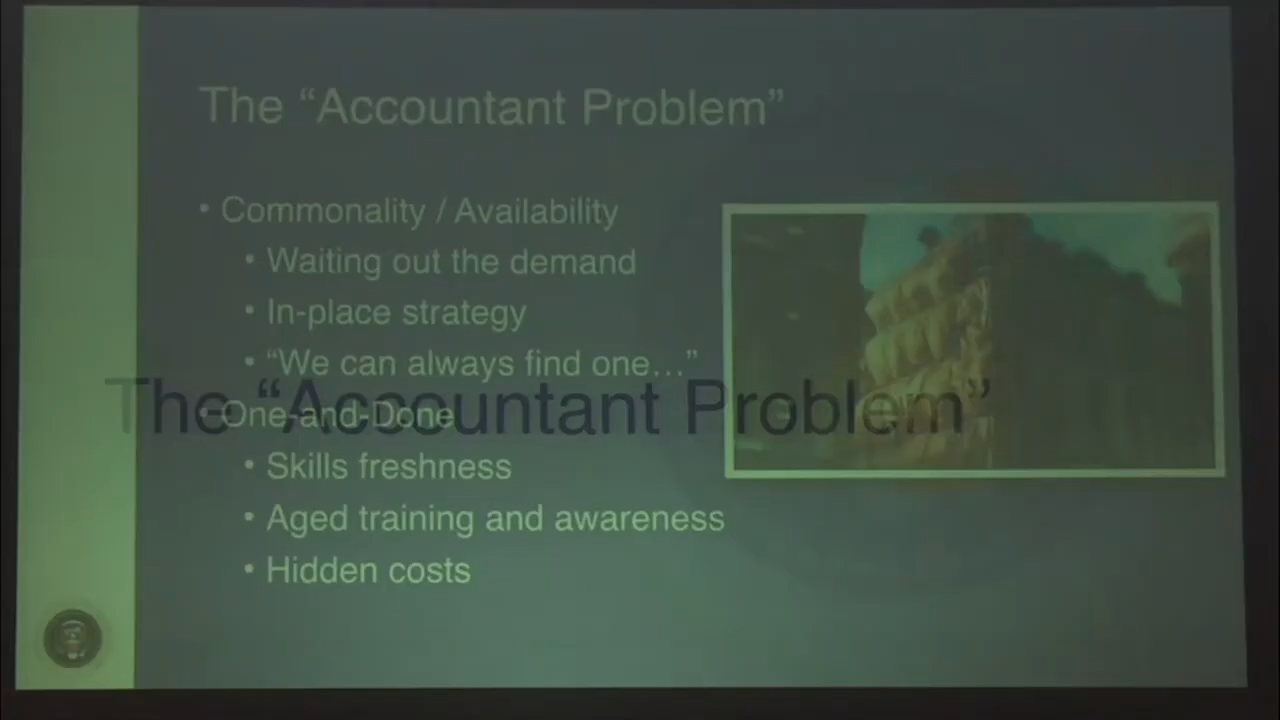 The “Accountant Problem”
• Commonality / Availability
• Waiting out the demand
• In-place strategy
• “We can always find one…”
The “Accountant Problem”
• One-and-Done
• Skills freshness
• Aged training and awareness
• Hidden costs